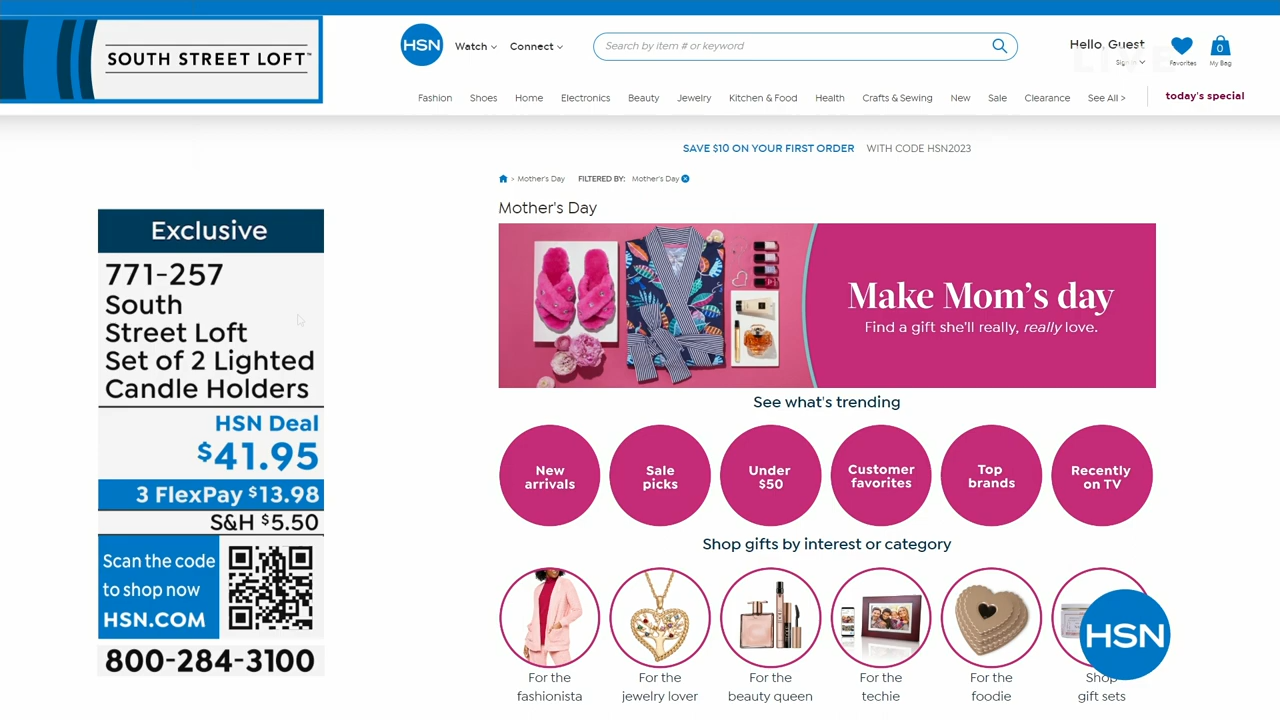 SOUTH STREET LOFT™
HSN
Watch
Connect
Search by item # or keyword
Hello, Guest
Sign in
Favorites
0
My Bag
LIVE
Fashion
Shoes
Home
Electronics
Beauty
Jewelry
Kitchen & Food
Health
Crafts & Sewing
New
Sale
Clearance
See All >
today's special
SAVE $10 ON YOUR FIRST ORDER WITH CODE HSN2023
> Mother's Day FILTERED BY: Mother's Day
Mother's Day
Make Mom's day
Find a gift she'll really, really love.
See what's trending
New
arrivals
Sale
picks
Under
$50
Customer
favorites
Top
brands
Recently
on TV
Shop gifts by interest or category
For the
fashionista
For the
jewelry lover
For the
beauty queen
For the
techie
For the
foodie
Shop
gift sets
HSN
Exclusive
771-257
South
Street Loft
Set of 2 Lighted
Candle Holders
HSN Deal
$41.95
3 FlexPay $13.98
S&H $5.50
Scan the code
to shop now
HSN.COM
800-284-3100